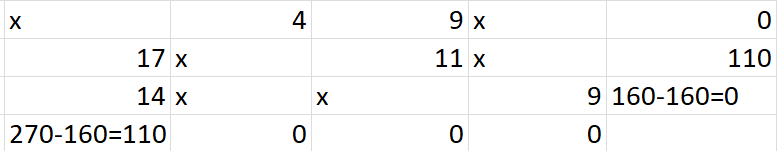 x 4 9 x 0
17 x 11 x 110
14 x x 9 160-160=0
270-160=110 0 0 0